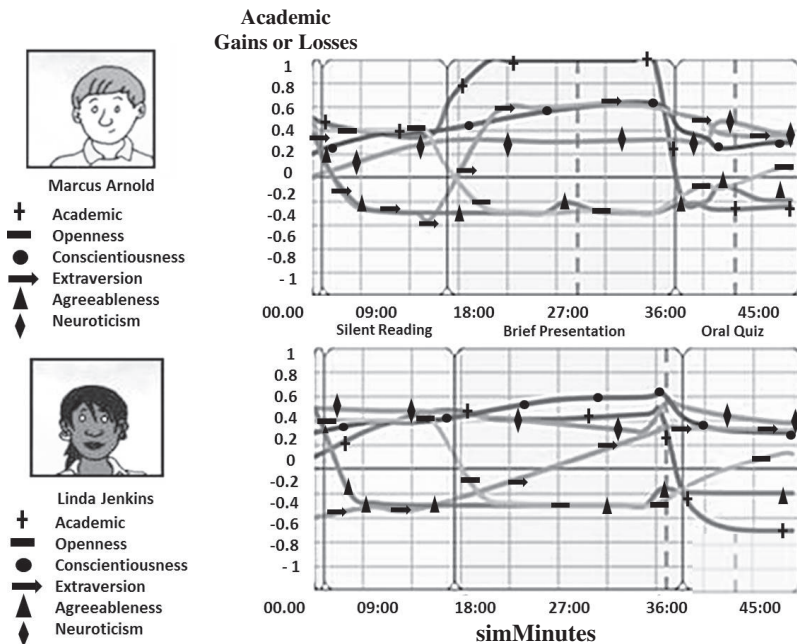 Academic
Gains or Losses
1
0.8
0.6
0.4
0.2
0
-0.2
-0.4
-0.6
-0.8
- 1
Marcus Arnold
Academic
Openness
Conscientiousness
Extraversion
Agreeableness
Neuroticism
00.00 09:00 18:00 27:00 36:00 45:00
Silent Reading Brief Presentation Oral Quiz
1
0.8
0.6
0.4
0.2
0
-0.4
-0.4
-0.6
-0.8
- 1
Linda Jenkins
Academic
Openness
Conscientiousness
Extraversion
Agreeableness
Neuroticism
00.00 09:00 18:00 27:00 36:00 45:00
simMinutes